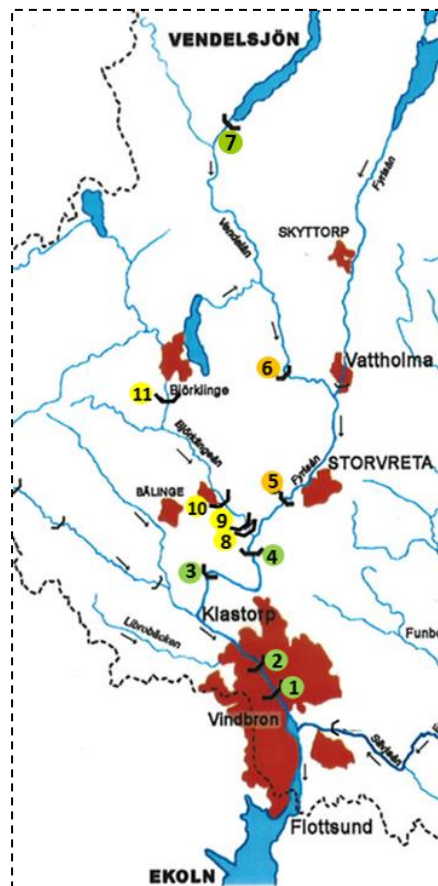 VENDELSJÖN
7
Fyrisån
Vendelån
SKYTTORP
6
Vattholma
11
Björklinge
Björklingeån
5
Fyrisån
STORVRETA
BÄLINGE
10
9
8
4
3
Klastorp
Librobäcken
Funbo
2
1
Vindbron
Sävjaån
Flottsund
EKOLN